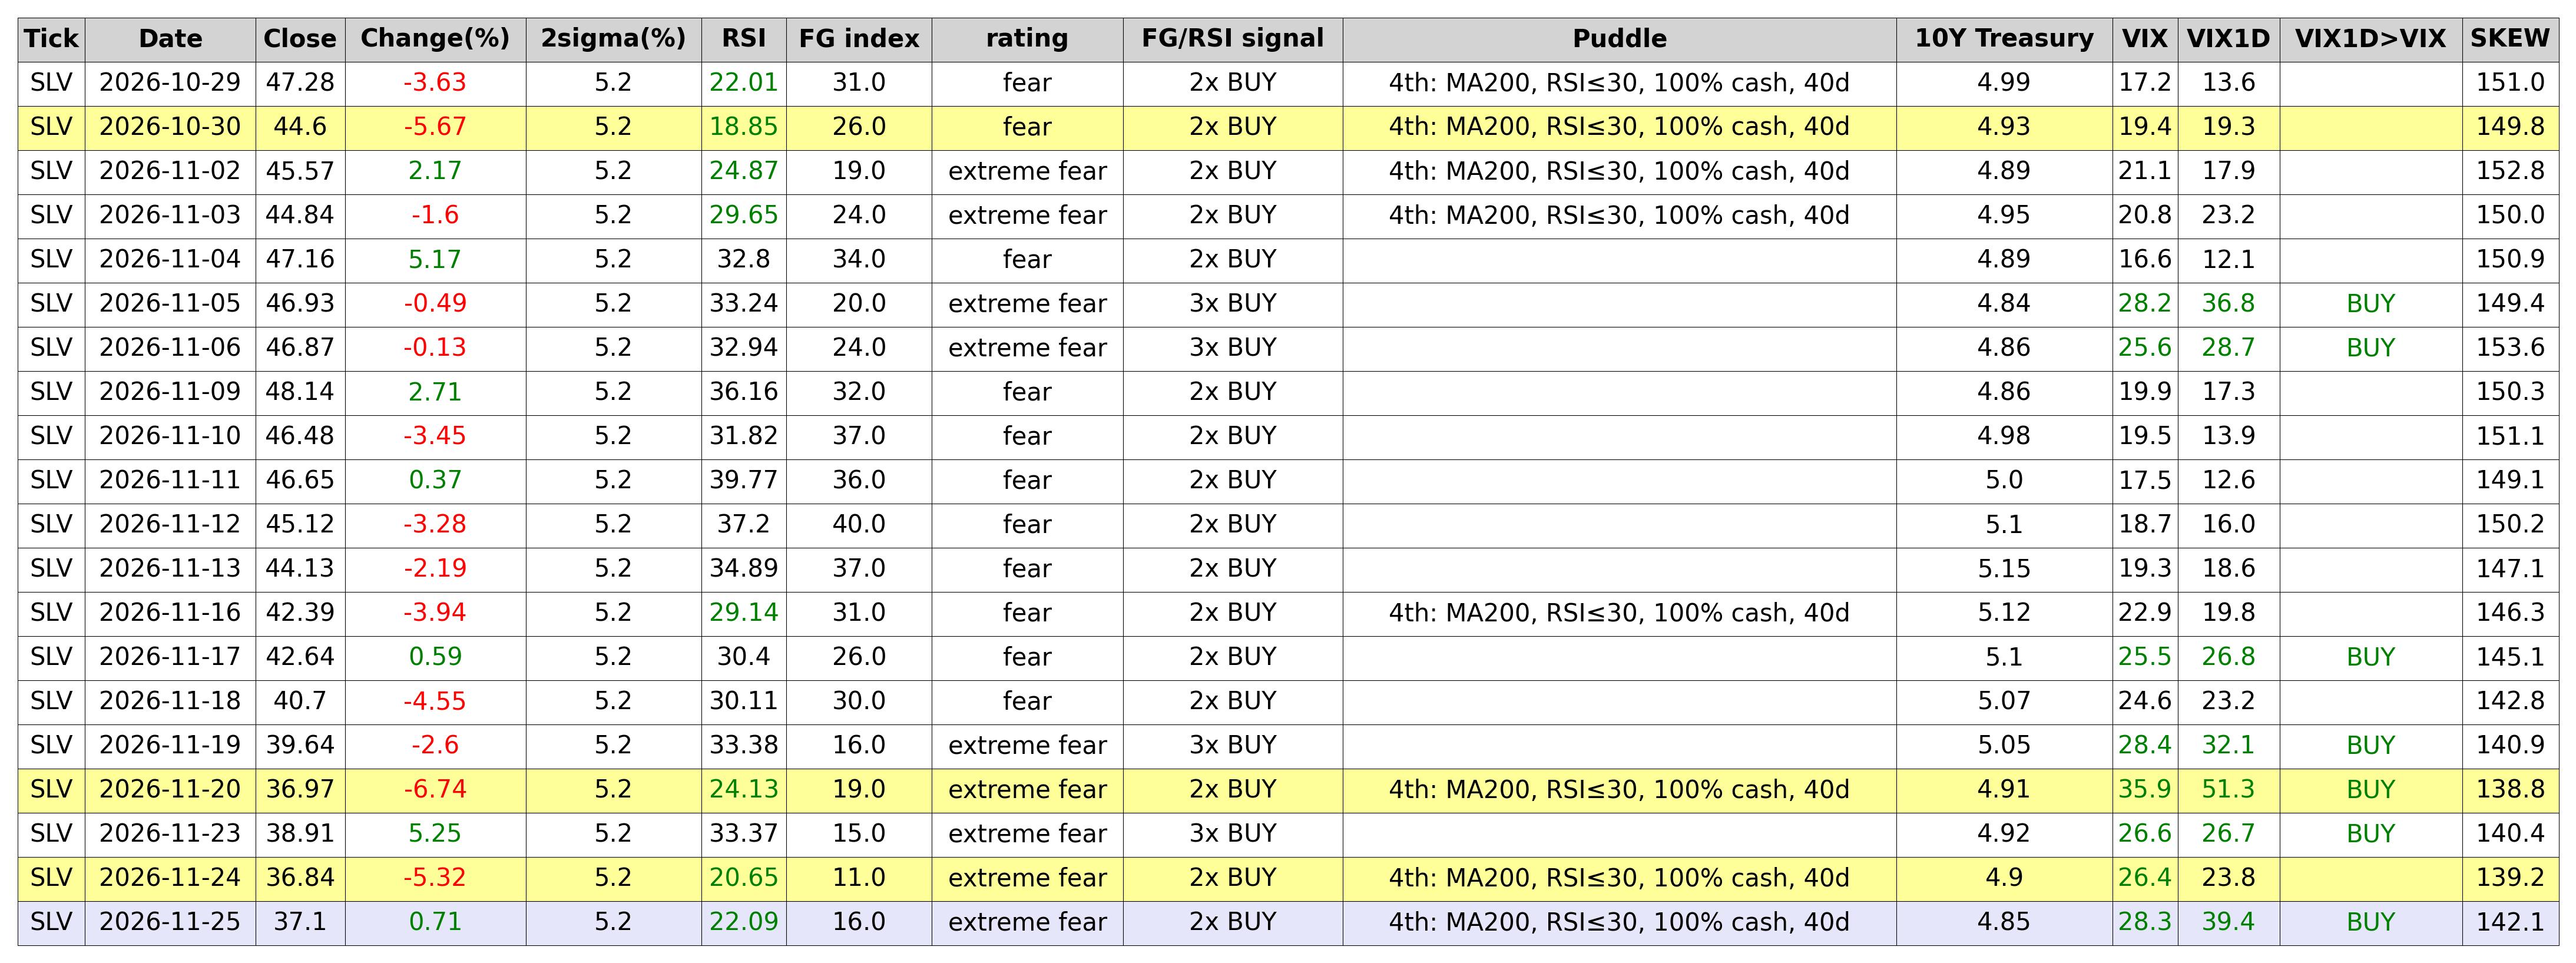 Tick Date Close Change(%) 2sigma(%) RSI FG index rating FG/RSI signal Puddle 10Y Treasury VIX VIX1D VIX1D>VIX SKEW
SLV 2026-10-29 47.28 -3.63 5.2 22.01 31.0 fear 2x BUY 4th: MA200, RSI≤30, 100% cash, 40d 4.99 17.2 13.6 151.0
SLV 2026-10-30 44.6 -5.67 5.2 18.85 26.0 fear 2x BUY 4th: MA200, RSI≤30, 100% cash, 40d 4.93 19.4 19.3 149.8
SLV 2026-11-02 45.57 2.17 5.2 24.87 19.0 extreme fear 2x BUY 4th: MA200, RSI≤30, 100% cash, 40d 4.89 21.1 17.9 152.8
SLV 2026-11-03 44.84 -1.6 5.2 29.65 24.0 extreme fear 2x BUY 4th: MA200, RSI≤30, 100% cash, 40d 4.95 20.8 23.2 150.0
SLV 2026-11-04 47.16 5.17 5.2 32.8 34.0 fear 2x BUY 4.89 16.6 12.1 150.9
SLV 2026-11-05 46.93 -0.49 5.2 33.24 20.0 extreme fear 3x BUY 4.84 28.2 36.8 BUY 149.4
SLV 2026-11-06 46.87 -0.13 5.2 32.94 24.0 extreme fear 3x BUY 4.86 25.6 28.7 BUY 153.6
SLV 2026-11-09 48.14 2.71 5.2 36.16 32.0 fear 2x BUY 4.86 19.9 17.3 150.3
SLV 2026-11-10 46.48 -3.45 5.2 31.82 37.0 fear 2x BUY 4.98 19.5 13.9 151.1
SLV 2026-11-11 46.65 0.37 5.2 39.77 36.0 fear 2x BUY 5.0 17.5 12.6 149.1
SLV 2026-11-12 45.12 -3.28 5.2 37.2 40.0 fear 2x BUY 5.1 18.7 16.0 150.2
SLV 2026-11-13 44.13 -2.19 5.2 34.89 37.0 fear 2x BUY 5.15 19.3 18.6 147.1
SLV 2026-11-16 42.39 -3.94 5.2 29.14 31.0 fear 2x BUY 4th: MA200, RSI≤30, 100% cash, 40d 5.12 22.9 19.8 146.3
SLV 2026-11-17 42.64 0.59 5.2 30.4 26.0 fear 2x BUY 5.1 25.5 26.8 BUY 145.1
SLV 2026-11-18 40.7 -4.55 5.2 30.11 30.0 fear 2x BUY 5.07 24.6 23.2 142.8
SLV 2026-11-19 39.64 -2.6 5.2 33.38 16.0 extreme fear 3x BUY 5.05 28.4 32.1 BUY 140.9
SLV 2026-11-20 36.97 -6.74 5.2 24.13 19.0 extreme fear 2x BUY 4th: MA200, RSI≤30, 100% cash, 40d 4.91 35.9 51.3 BUY 138.8
SLV 2026-11-23 38.91 5.25 5.2 33.37 15.0 extreme fear 3x BUY 4.92 26.6 26.7 BUY 140.4
SLV 2026-11-24 36.84 -5.32 5.2 20.65 11.0 extreme fear 2x BUY 4th: MA200, RSI≤30, 100% cash, 40d 4.9 26.4 23.8 139.2
SLV 2026-11-25 37.1 0.71 5.2 22.09 16.0 extreme fear 2x BUY 4th: MA200, RSI≤30, 100% cash, 40d 4.85 28.3 39.4 BUY 142.1